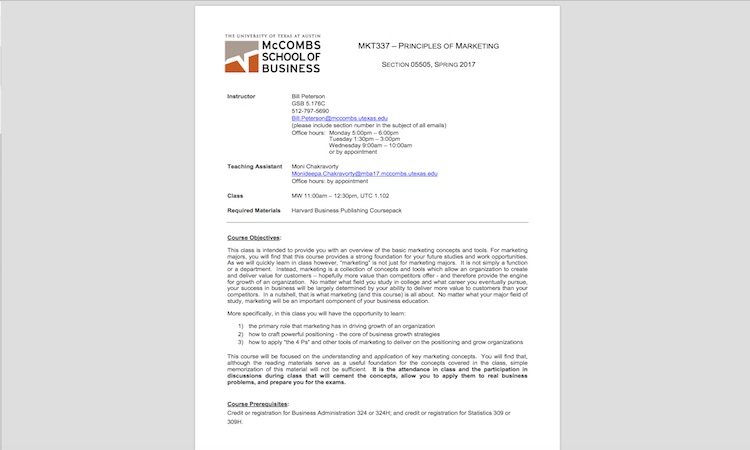 THE UNIVERSITY OF TEXAS AT AUSTIN
McCOMBS
SCHOOL OF
BUSINESS
MKT337 – PRINCIPLES OF MARKETING
SECTION 05505, SPRING 2017
Instructor Bill Peterson
GSB 5.176C
512-797-5690
Bill.Peterson@mccombs.utexas.edu
(please include section number in the subject of all emails)
Office hours: Monday 5:00pm – 6:00pm
Tuesday 1:30pm – 3:00pm
Wednesday 9:00am – 10:00am
or by appointment
Teaching Assistant Moni Chakravorty
Monideepa.Chakravorty@mba17.mccombs.utexas.edu
Office hours: by appointment
Class MW 11:00am – 12:30pm, UTC 1.102
Required Materials Harvard Business Publishing Coursepack
Course Objectives:
This class is intended to provide you with an overview of the basic marketing concepts and tools. For marketing
majors, you will find that this course provides a strong foundation for your future studies and work opportunities.
As we will quickly learn in class however, "marketing" is not just for marketing majors. It is not simply a function
or a department. Instead, marketing is a collection of concepts and tools which allow an organization to create
and deliver value for customers – hopefully more value than competitors offer - and therefore provide the engine
for growth of an organization. No matter what field you study in college and what career you eventually pursue,
your success in business will be largely determined by your ability to deliver more value to customers than your
competitors. In a nutshell, that is what marketing (and this course) is all about. No matter what your major field of
study, marketing will be an important component of your business education.
More specifically, in this class you will have the opportunity to learn:
1) the primary role that marketing has in driving growth of an organization
2) how to craft powerful positioning - the core of business growth strategies
3) how to apply "the 4 Ps" and other tools of marketing to deliver on the positioning and grow organizations
This course will be focused on the understanding and application of key marketing concepts. You will find that,
although the reading materials serve as a useful foundation for the concepts covered in the class, simple
memorization of this material will not be sufficient. It is the attendance in class and the participation in
discussions during class that will cement the concepts, allow you to apply them to real business
problems, and prepare you for the exams.
Course Prerequisites:
Credit or registration for Business Administration 324 or 324H; and credit or registration for Statistics 309 or
309H.